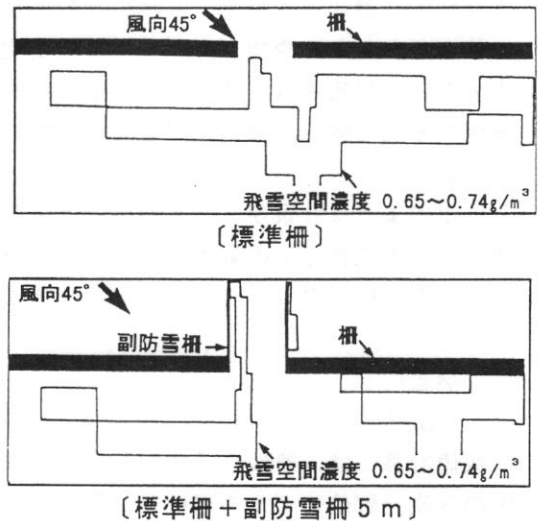 風向45°
柵
飛雪空間濃度 0.65～0.74g/m³
〔標準柵〕
風向45°
副防雪柵
柵
飛雪空間濃度 0.65～0.74g/m³
〔標準柵＋副防雪柵5m〕